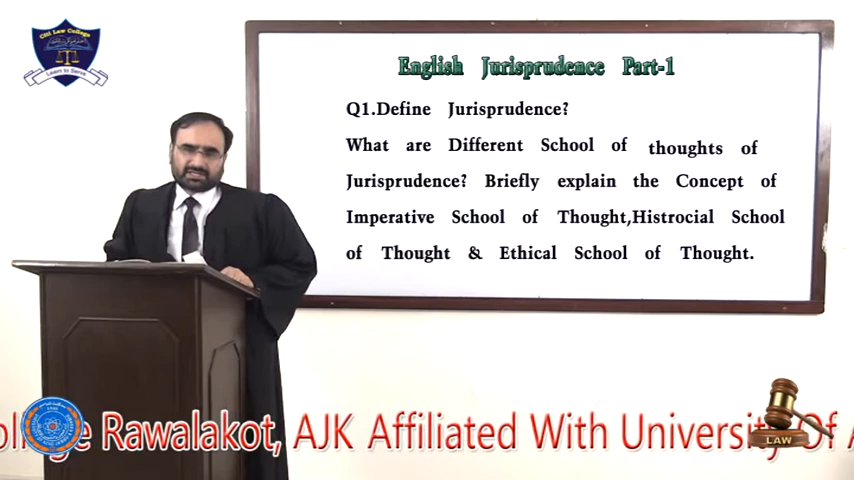 Citi Law College
Learn to Serve
English Jurisprudence Part-1
Q1.Define Jurisprudence?
What are Different School of thoughts of
Jurisprudence? Briefly explain the Concept of
Imperative School of Thought,Histrocial School
of Thought & Ethical School of Thought.
ollege Rawalakot, AJK Affiliated With University Of A
LAW